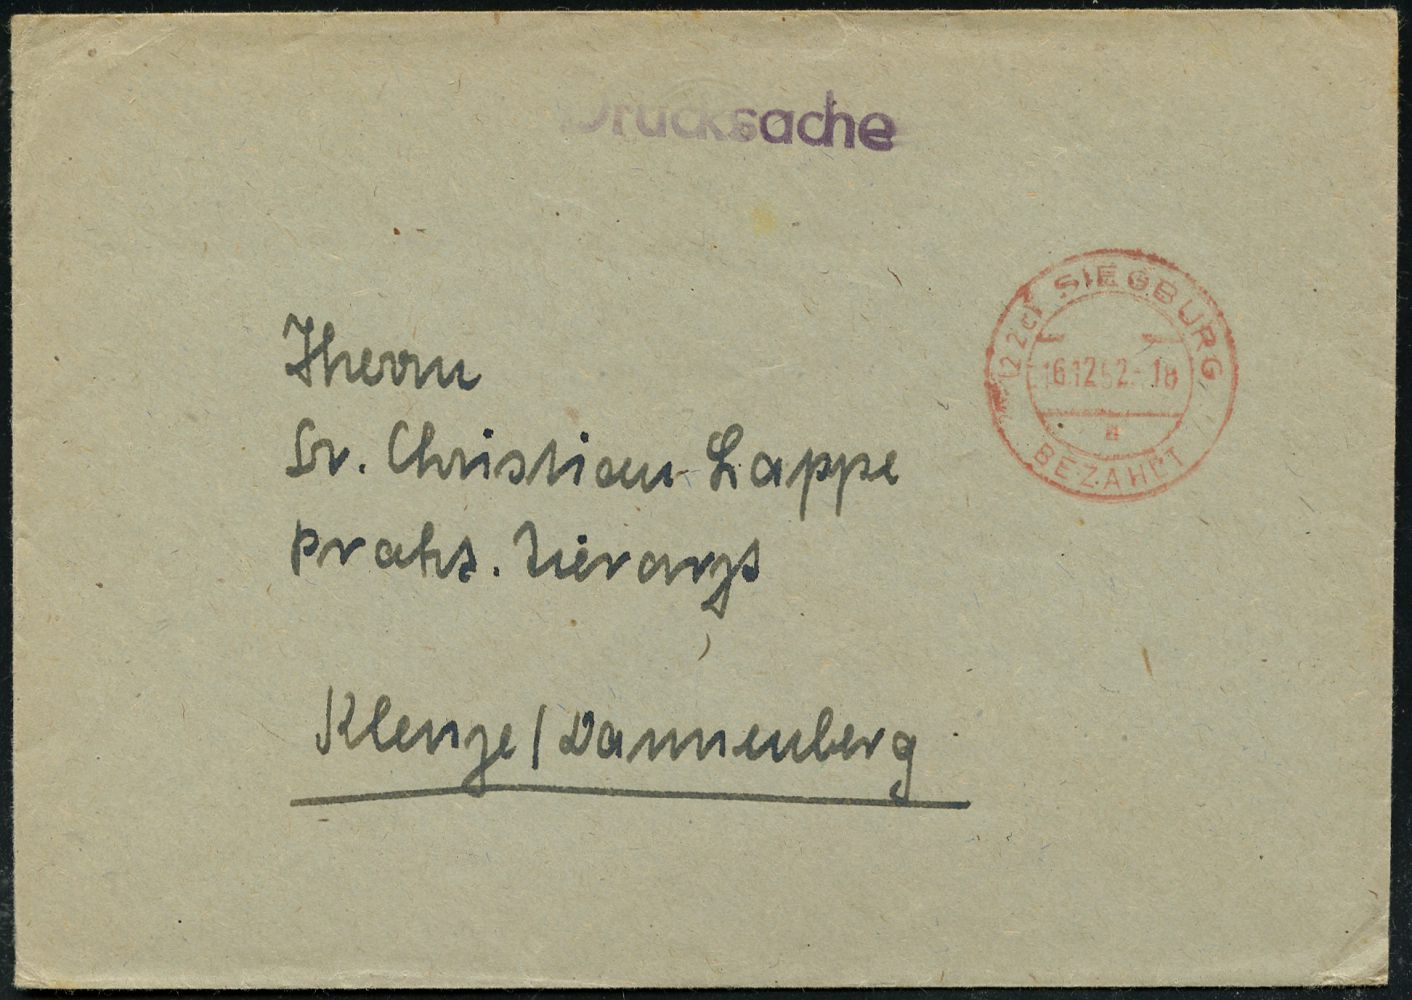 Drucksache
(22c) SIEGBURG
16.12.52.-18
a
BEZAHLT
Herrn
Dr. Christian Lappe
prakt. Tierarzt
Klenze/Dannenberg